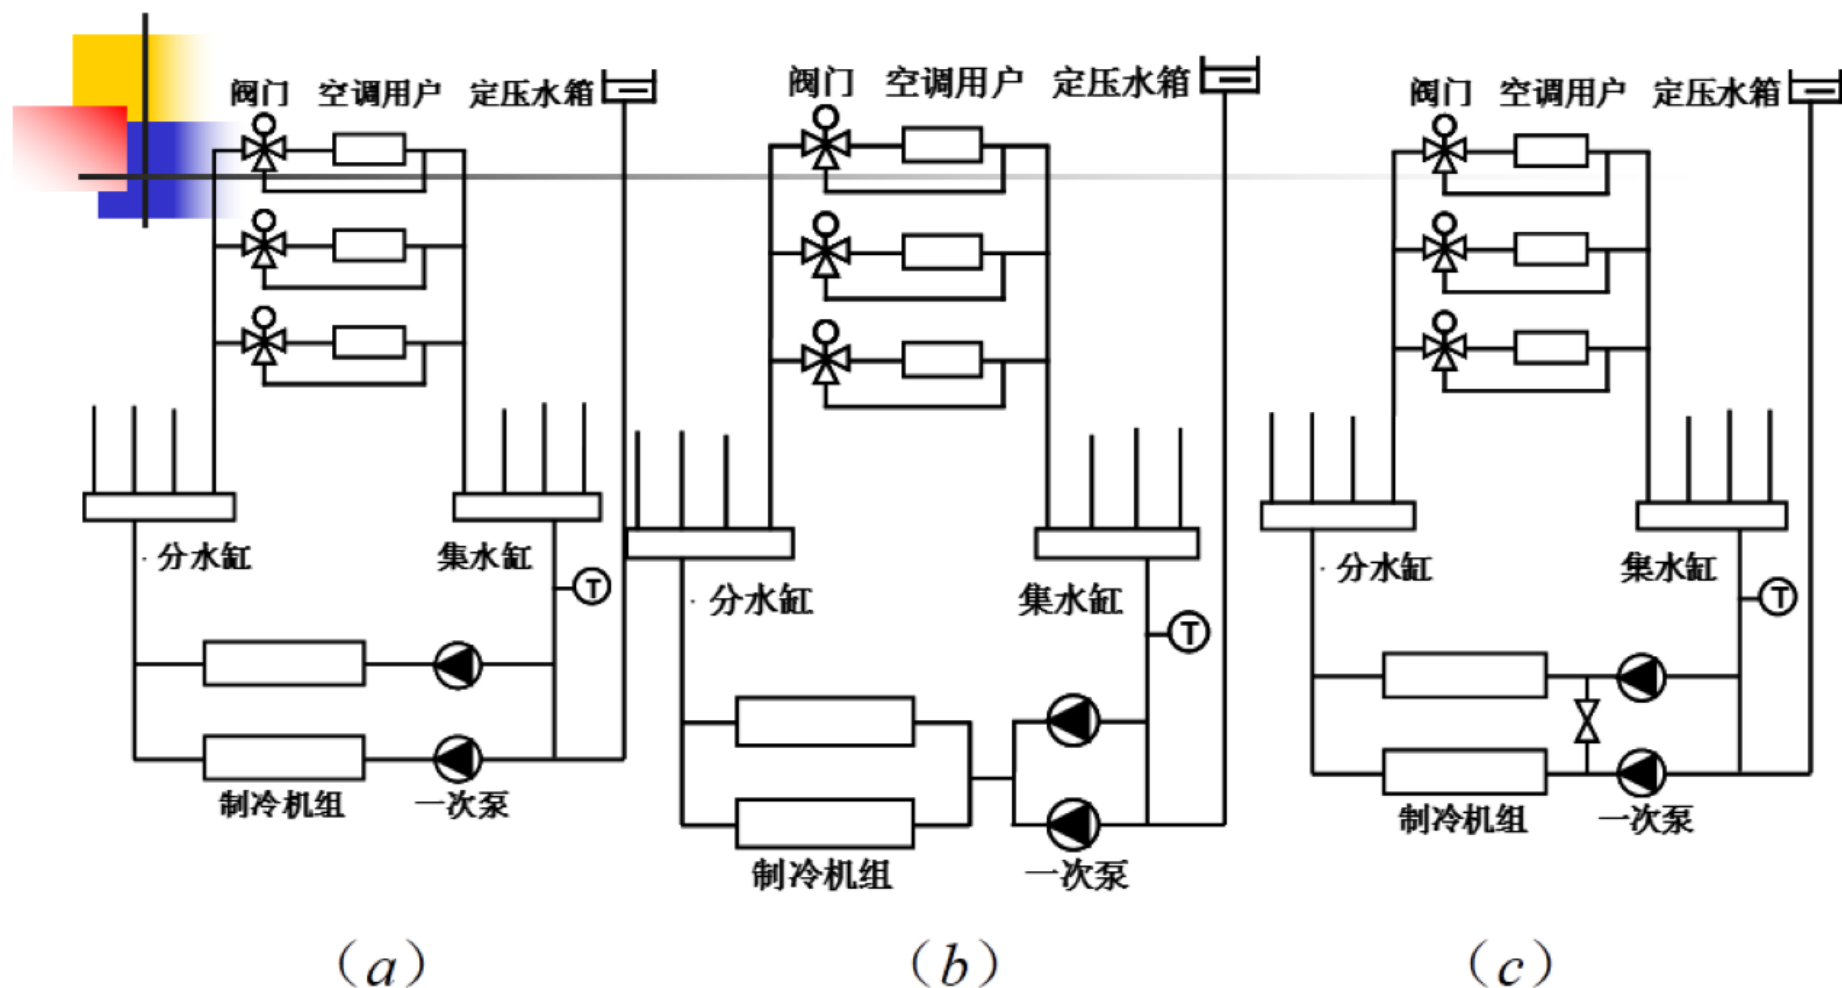 阀门 空调用户 定压水箱
分水缸 集水缸
T
制冷机组 一次泵
(a)
阀门 空调用户 定压水箱
分水缸 集水缸
T
制冷机组 一次泵
(b)
阀门 空调用户 定压水箱
分水缸 集水缸
T
制冷机组 一次泵
(c)